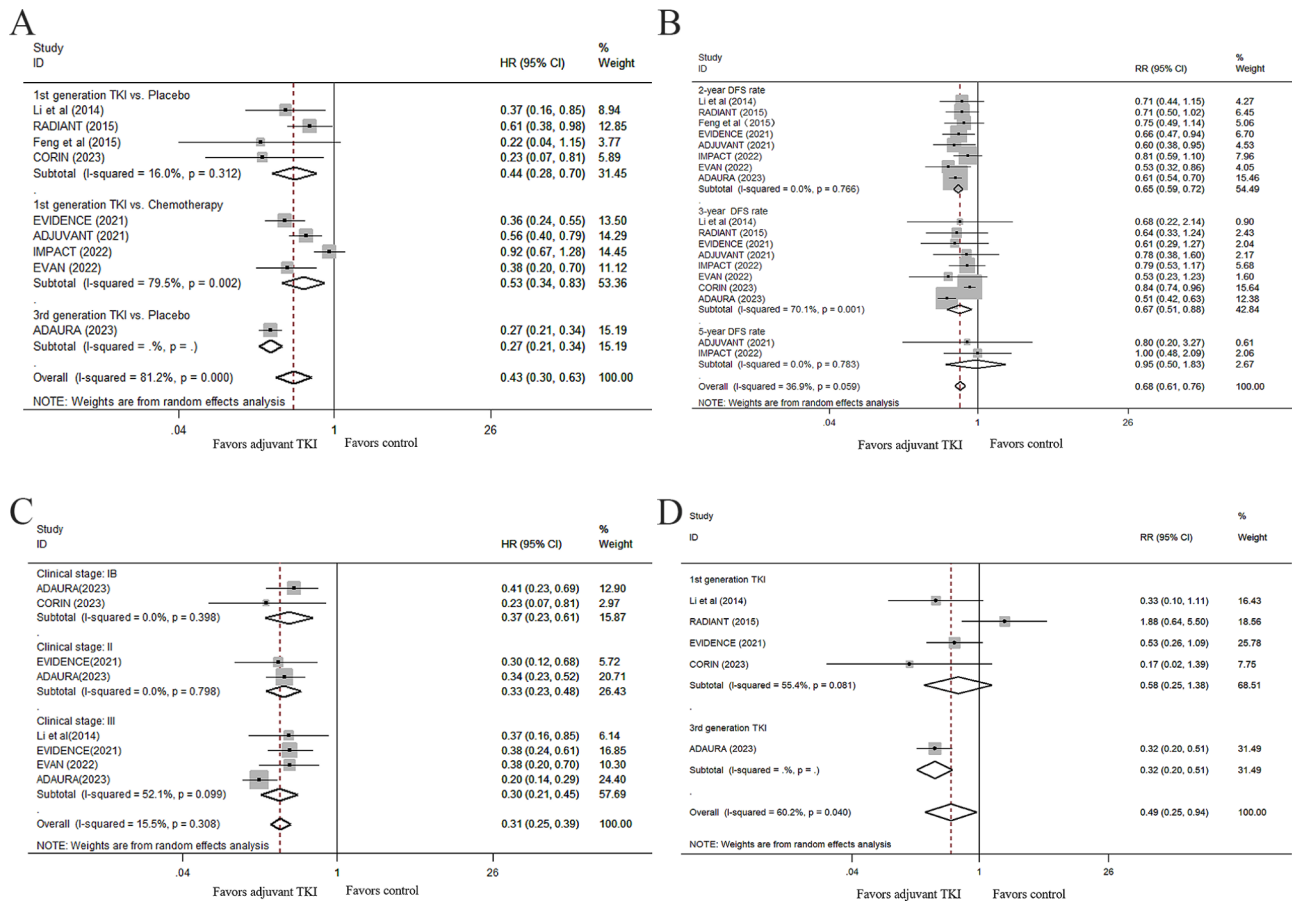 A
Study %
ID HR (95% CI) Weight
1st generation TKI vs. Placebo
Li et al (2014) 0.37 (0.16, 0.85) 8.94
RADIANT (2015) 0.61 (0.38, 0.98) 12.85
Feng et al (2015) 0.22 (0.04, 1.15) 3.77
CORIN (2023) 0.23 (0.07, 0.81) 5.89
Subtotal (I-squared = 16.0%, p = 0.312) 0.44 (0.28, 0.70) 31.45
.
1st generation TKI vs. Chemotherapy
EVIDENCE (2021) 0.36 (0.24, 0.55) 13.50
ADJUVANT (2021) 0.56 (0.40, 0.79) 14.29
IMPACT (2022) 0.92 (0.67, 1.28) 14.45
EVAN (2022) 0.38 (0.20, 0.70) 11.12
Subtotal (I-squared = 79.5%, p = 0.002) 0.53 (0.34, 0.83) 53.36
.
3rd generation TKI vs. Placebo
ADAURA (2023) 0.27 (0.21, 0.34) 15.19
Subtotal (I-squared = .%, p = .) 0.27 (0.21, 0.34) 15.19
.
Overall (I-squared = 81.2%, p = 0.000) 0.43 (0.30, 0.63) 100.00
NOTE: Weights are from random effects analysis
.04 1 26
Favors adjuvant TKI Favors control
B
Study %
ID RR (95% CI) Weight
2-year DFS rate
Li et al (2014) 0.71 (0.44, 1.15) 4.27
RADIANT (2015) 0.71 (0.50, 1.02) 6.45
Feng et al（2015） 0.75 (0.49, 1.14) 5.06
EVIDENCE (2021) 0.66 (0.47, 0.94) 6.70
ADJUVANT (2021) 0.60 (0.38, 0.95) 4.53
IMPACT (2022) 0.81 (0.59, 1.10) 7.96
EVAN (2022) 0.53 (0.32, 0.86) 4.05
ADAURA (2023) 0.61 (0.54, 0.70) 15.46
Subtotal (I-squared = 0.0%, p = 0.766) 0.65 (0.59, 0.72) 54.49
.
3-year DFS rate
Li et al (2014) 0.68 (0.22, 2.14) 0.90
RADIANT (2015) 0.64 (0.33, 1.24) 2.43
EVIDENCE (2021) 0.61 (0.29, 1.27) 2.04
ADJUVANT (2021) 0.78 (0.38, 1.60) 2.17
IMPACT (2022) 0.79 (0.53, 1.17) 5.68
EVAN (2022) 0.53 (0.23, 1.23) 1.60
CORIN (2023) 0.84 (0.74, 0.96) 15.64
ADAURA (2023) 0.51 (0.42, 0.63) 12.38
Subtotal (I-squared = 70.1%, p = 0.001) 0.67 (0.51, 0.88) 42.84
.
5-year DFS rate
ADJUVANT (2021) 0.80 (0.20, 3.27) 0.61
IMPACT (2022) 1.00 (0.48, 2.09) 2.06
Subtotal (I-squared = 0.0%, p = 0.783) 0.95 (0.50, 1.83) 2.67
.
Overall (I-squared = 36.9%, p = 0.059) 0.68 (0.61, 0.76) 100.00
NOTE: Weights are from random effects analysis
.04 1 26
Favors adjuvant TKI Favors control
C
Study %
ID HR (95% CI) Weight
Clinical stage: IB
ADAURA(2023) 0.41 (0.23, 0.69) 12.90
CORIN (2023) 0.23 (0.07, 0.81) 2.97
Subtotal (I-squared = 0.0%, p = 0.398) 0.37 (0.23, 0.61) 15.87
.
Clinical stage: II
EVIDENCE(2021) 0.30 (0.12, 0.68) 5.72
ADAURA(2023) 0.34 (0.23, 0.52) 20.71
Subtotal (I-squared = 0.0%, p = 0.798) 0.33 (0.23, 0.48) 26.43
.
Clinical stage: III
Li et al(2014) 0.37 (0.16, 0.85) 6.14
EVIDENCE(2021) 0.38 (0.24, 0.61) 16.85
EVAN (2022) 0.38 (0.20, 0.70) 10.30
ADAURA(2023) 0.20 (0.14, 0.29) 24.40
Subtotal (I-squared = 52.1%, p = 0.099) 0.30 (0.21, 0.45) 57.69
.
Overall (I-squared = 15.5%, p = 0.308) 0.31 (0.25, 0.39) 100.00
NOTE: Weights are from random effects analysis
.04 1 26
Favors adjuvant TKI Favors control
D
Study %
ID RR (95% CI) Weight
1st generation TKI
Li et al (2014) 0.33 (0.10, 1.11) 16.43
RADIANT (2015) 1.88 (0.64, 5.50) 18.56
EVIDENCE (2021) 0.53 (0.26, 1.09) 25.78
CORIN (2023) 0.17 (0.02, 1.39) 7.75
Subtotal (I-squared = 55.4%, p = 0.081) 0.58 (0.25, 1.38) 68.51
.
3rd generation TKI
ADAURA (2023) 0.32 (0.20, 0.51) 31.49
Subtotal (I-squared = .%, p = .) 0.32 (0.20, 0.51) 31.49
.
Overall (I-squared = 60.2%, p = 0.040) 0.49 (0.25, 0.94) 100.00
NOTE: Weights are from random effects analysis
.04 1 26
Favors adjuvant TKI Favors control